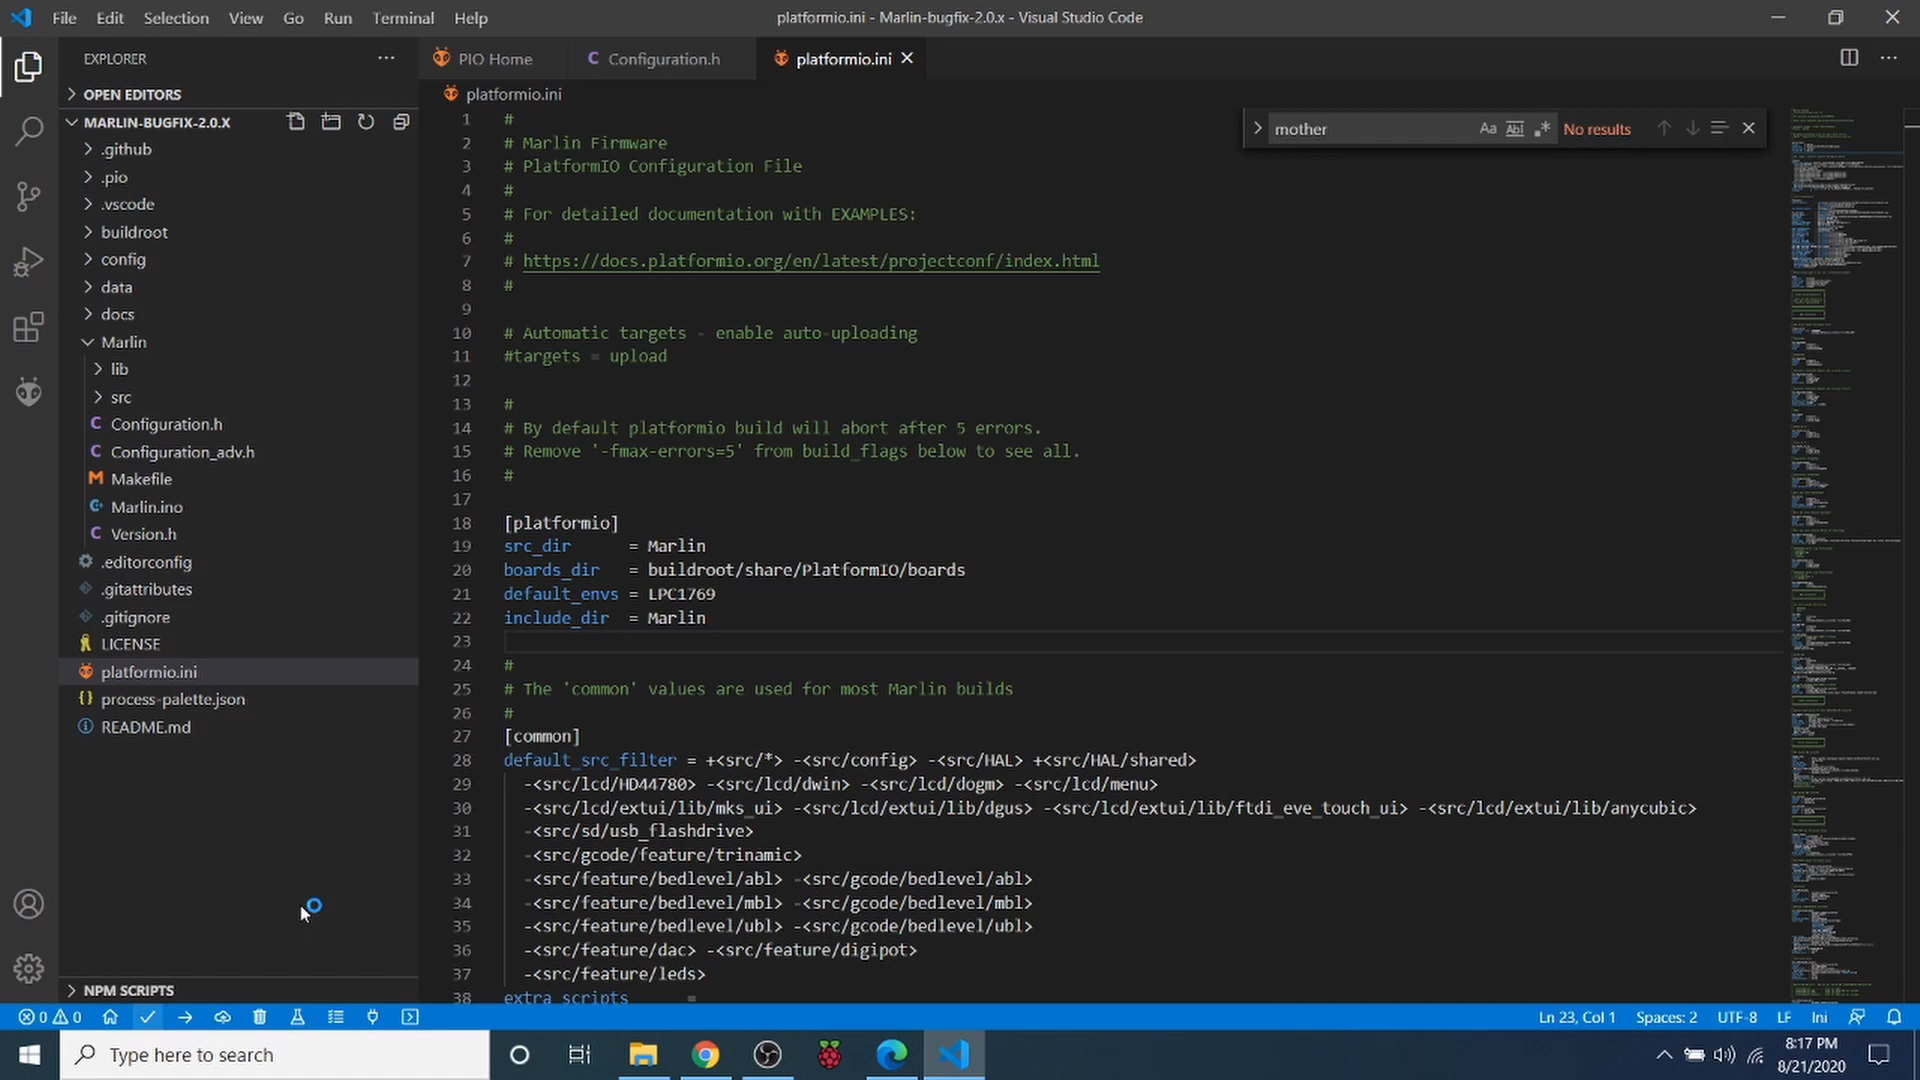 File Edit Selection View Go Run Terminal Help
platformio.ini - Marlin-bugfix-2.0.x - Visual Studio Code
EXPLORER
OPEN EDITORS
MARLIN-BUGFIX-2.0.X
.github
.pio
.vscode
buildroot
config
data
docs
Marlin
lib
src
Configuration.h
Configuration_adv.h
Makefile
Marlin.ino
Version.h
.editorconfig
.gitattributes
.gitignore
LICENSE
platformio.ini
process-palette.json
README.md
NPM SCRIPTS
PIO Home
Configuration.h
platformio.ini
platformio.ini
mother Aa Abl .* No results
1 #
2 # Marlin Firmware
3 # PlatformIO Configuration File
4 #
5 # For detailed documentation with EXAMPLES:
6 #
7 # https://docs.platformio.org/en/latest/projectconf/index.html
8 #
9
10 # Automatic targets - enable auto-uploading
11 #targets = upload
12
13 #
14 # By default platformio build will abort after 5 errors.
15 # Remove '-fmax-errors=5' from build_flags below to see all.
16 #
17
18 [platformio]
19 src_dir = Marlin
20 boards_dir = buildroot/share/PlatformIO/boards
21 default_envs = LPC1769
22 include_dir = Marlin
23
24 #
25 # The 'common' values are used for most Marlin builds
26 #
27 [common]
28 default_src_filter = +<src/*> -<src/config> -<src/HAL> +<src/HAL/shared>
29 -<src/lcd/HD44780> -<src/lcd/dwin> -<src/lcd/dogm> -<src/lcd/menu>
30 -<src/lcd/extui/lib/mks_ui> -<src/lcd/extui/lib/dgus> -<src/lcd/extui/lib/ftdi_eve_touch_ui> -<src/lcd/extui/lib/anycubic>
31 -<src/sd/usb_flashdrive>
32 -<src/gcode/feature/trinamic>
33 -<src/feature/bedlevel/abl> -<src/gcode/bedlevel/abl>
34 -<src/feature/bedlevel/mbl> -<src/gcode/bedlevel/mbl>
35 -<src/feature/bedlevel/ubl> -<src/gcode/bedlevel/ubl>
36 -<src/feature/dac> -<src/feature/digipot>
37 -<src/feature/leds>
38 extra_scripts =
0 0
Ln 23, Col 1 Spaces: 2 UTF-8 LF Ini
Type here to search
8:17 PM
8/21/2020